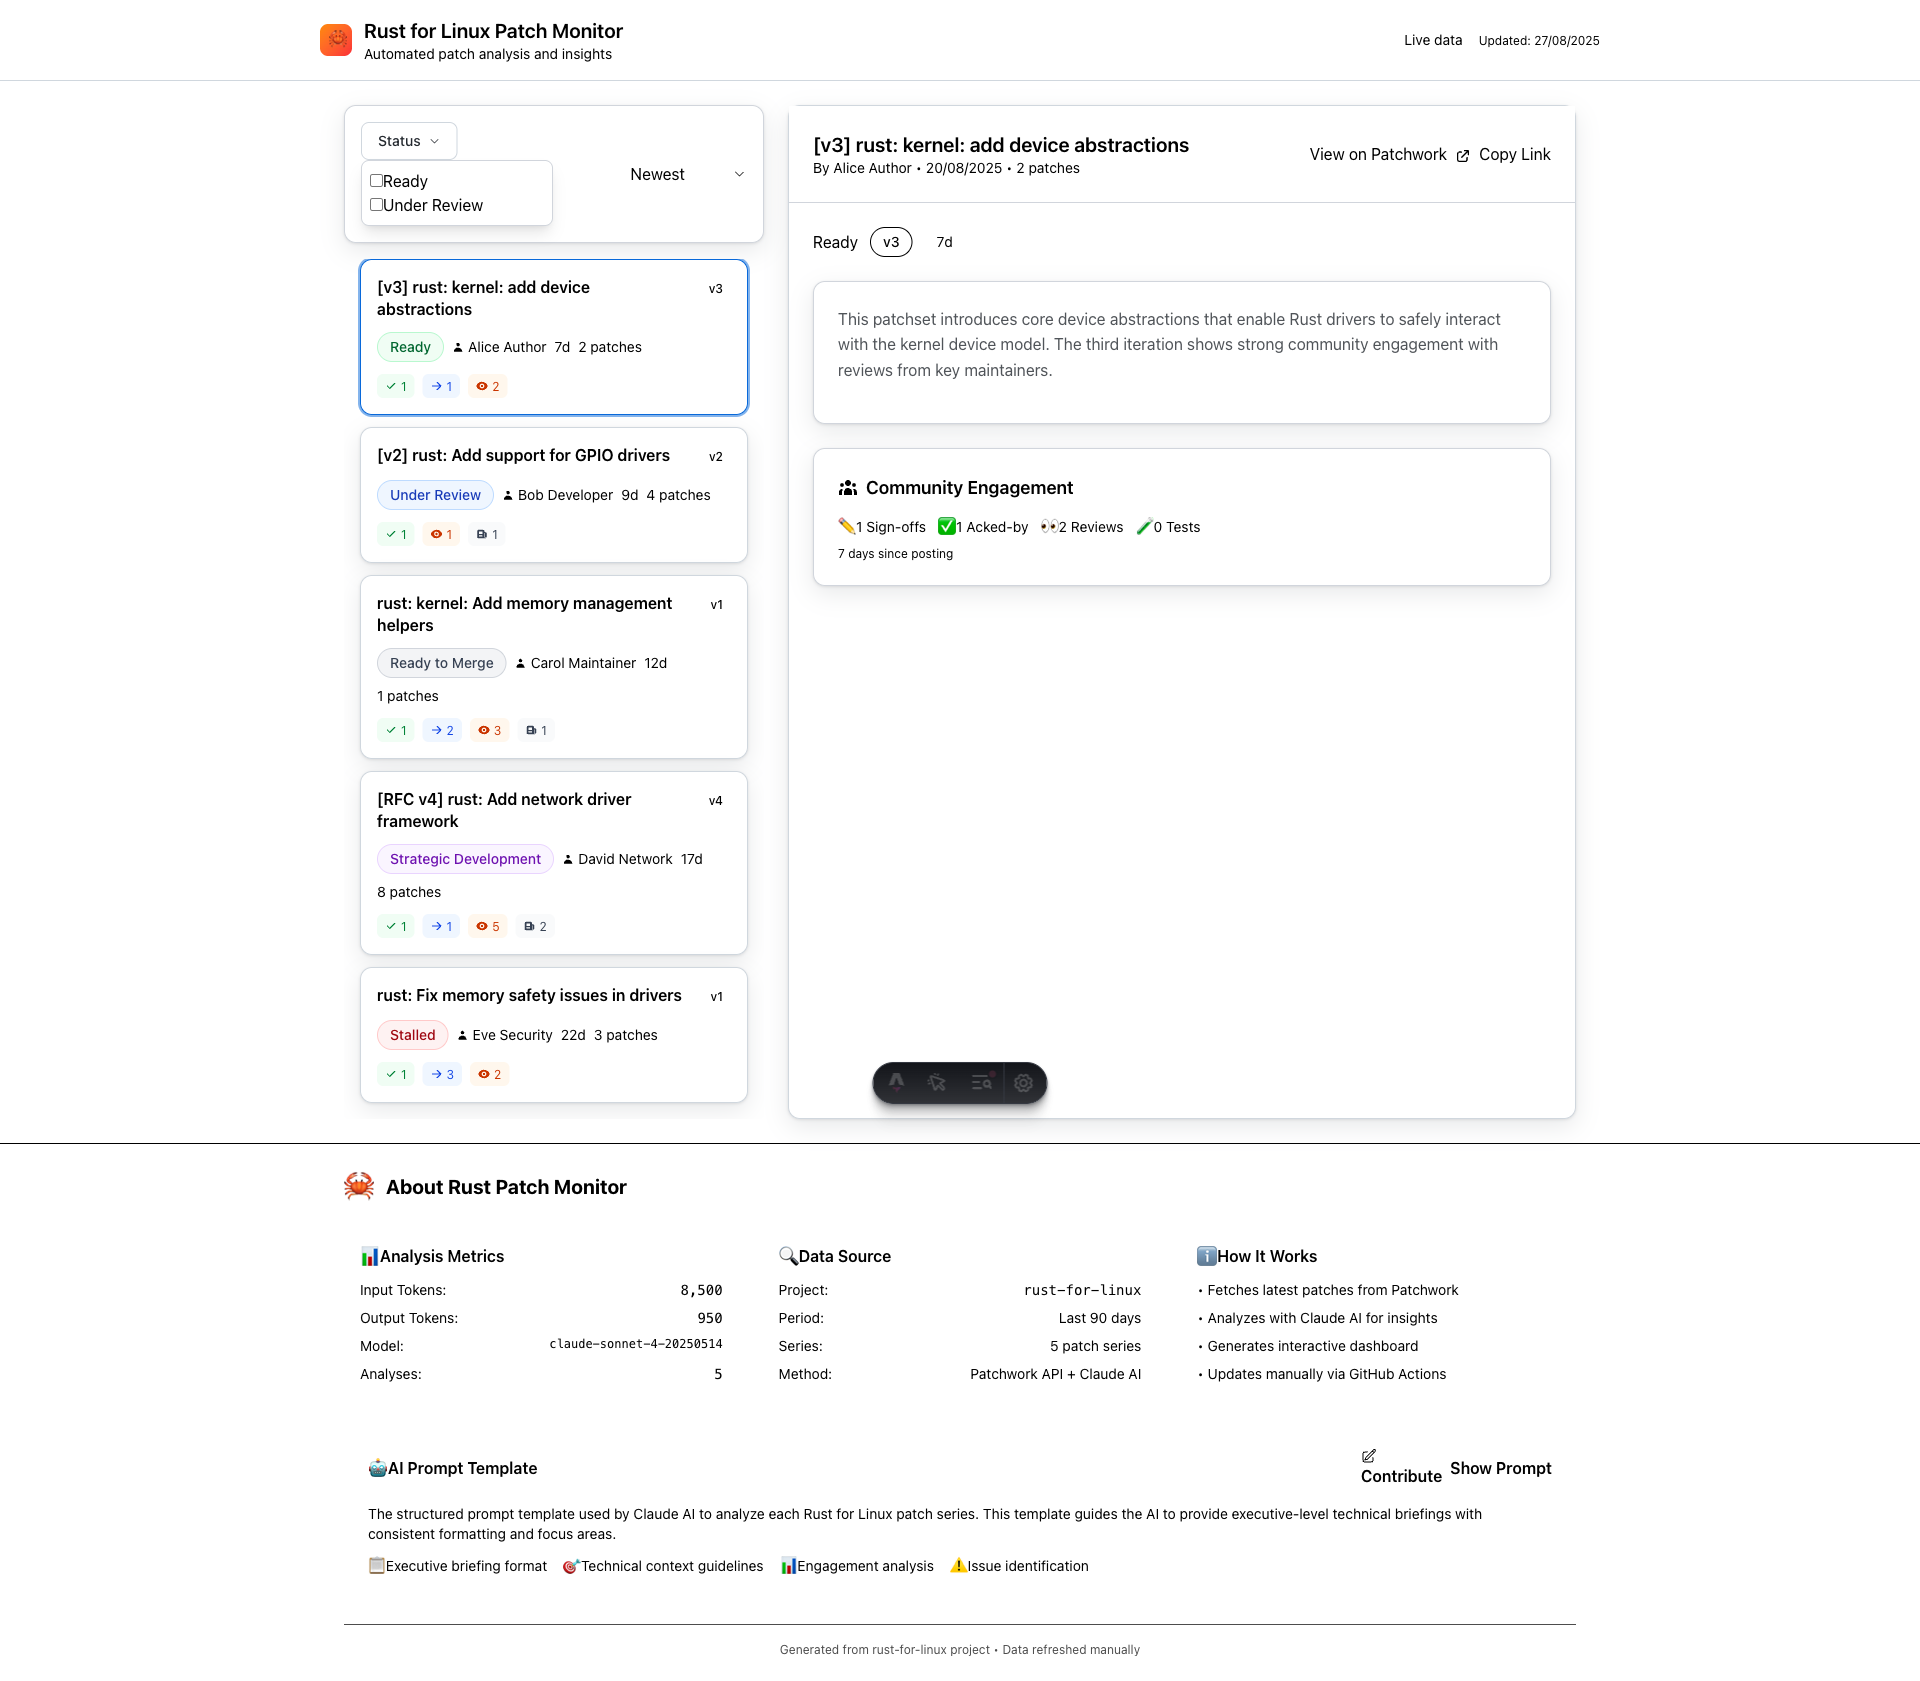 Rust for Linux Patch Monitor
Automated patch analysis and insights
Live data Updated: 27/08/2025
Status
Ready
Under Review
Newest
[v3] rust: kernel: add device abstractions v3
Ready Alice Author 7d 2 patches
1 1 2
[v2] rust: Add support for GPIO drivers v2
Under Review Bob Developer 9d 4 patches
1 1 1
rust: kernel: Add memory management helpers v1
Ready to Merge Carol Maintainer 12d
1 patches
1 2 3 1
[RFC v4] rust: Add network driver framework v4
Strategic Development David Network 17d
8 patches
1 1 5 2
rust: Fix memory safety issues in drivers v1
Stalled Eve Security 22d 3 patches
1 3 2
[v3] rust: kernel: add device abstractions
By Alice Author • 20/08/2025 • 2 patches
View on Patchwork Copy Link
Ready v3 7d
This patchset introduces core device abstractions that enable Rust drivers to safely interact
with the kernel device model. The third iteration shows strong community engagement with
reviews from key maintainers.
Community Engagement
1 Sign-offs 1 Acked-by 2 Reviews 0 Tests
7 days since posting
About Rust Patch Monitor
Analysis Metrics
Input Tokens: 8,500
Output Tokens: 950
Model: claude-sonnet-4-20250514
Analyses: 5
Data Source
Project: rust-for-linux
Period: Last 90 days
Series: 5 patch series
Method: Patchwork API + Claude AI
How It Works
• Fetches latest patches from Patchwork
• Analyzes with Claude AI for insights
• Generates interactive dashboard
• Updates manually via GitHub Actions
AI Prompt Template
Contribute Show Prompt
The structured prompt template used by Claude AI to analyze each Rust for Linux patch series. This template guides the AI to provide executive-level technical briefings with
consistent formatting and focus areas.
Executive briefing format Technical context guidelines Engagement analysis Issue identification
Generated from rust-for-linux project • Data refreshed manually